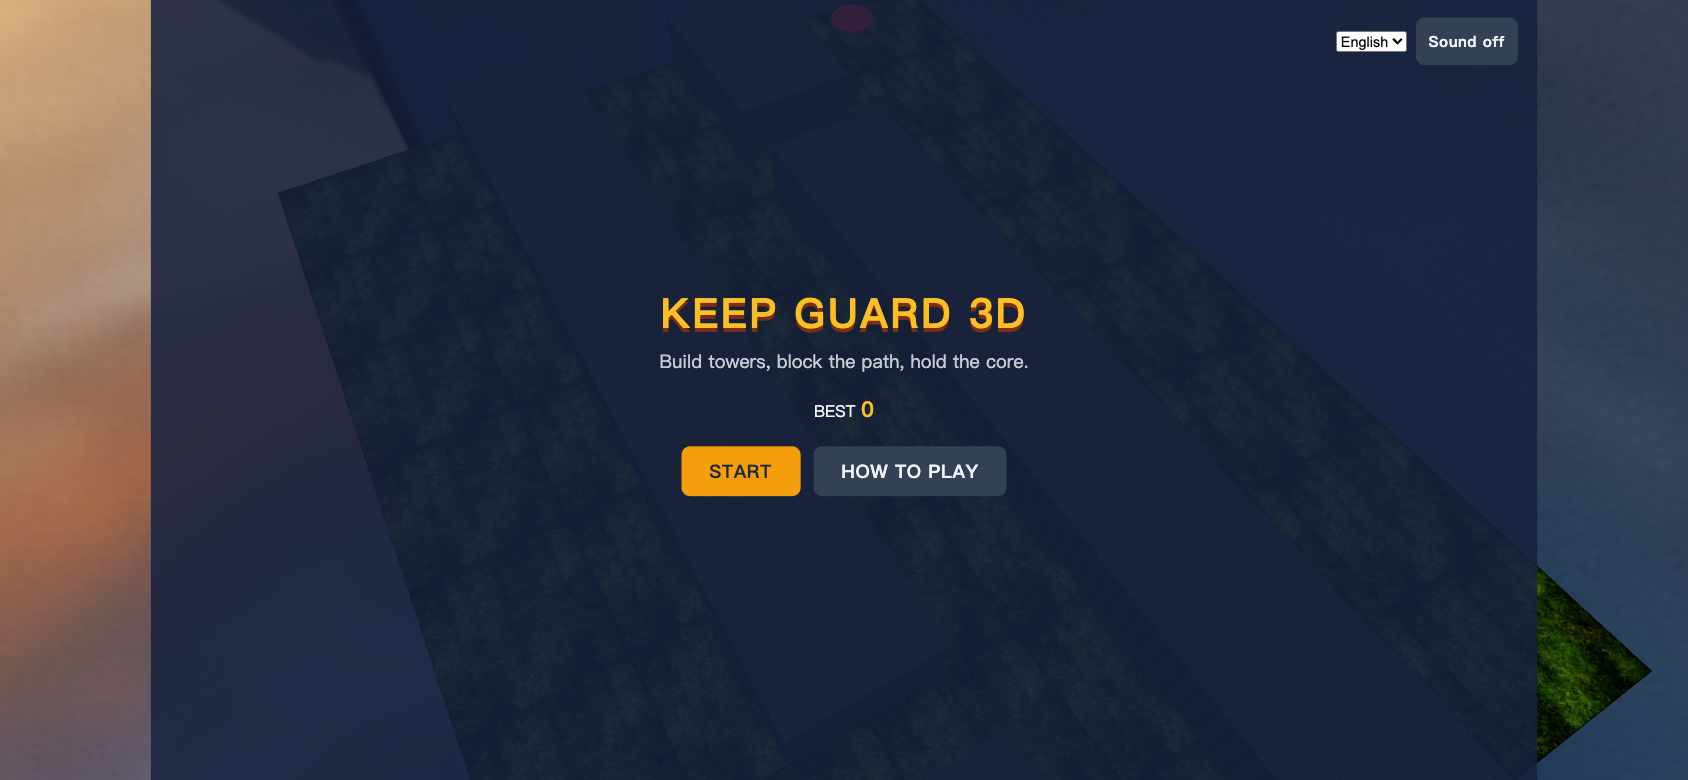 English
Sound off
KEEP GUARD 3D
Build towers, block the path, hold the core.
BEST 0
START
HOW TO PLAY